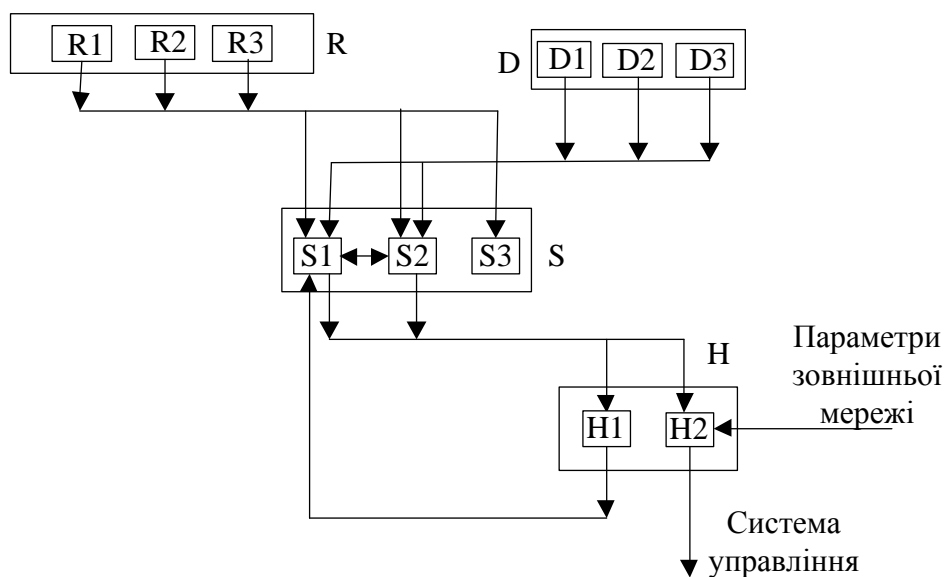 R1 R2 R3 R
D D1 D2 D3
S1 S2 S3 S
H
Параметри
зовнішньої
мережі
H1 H2
Система
управління